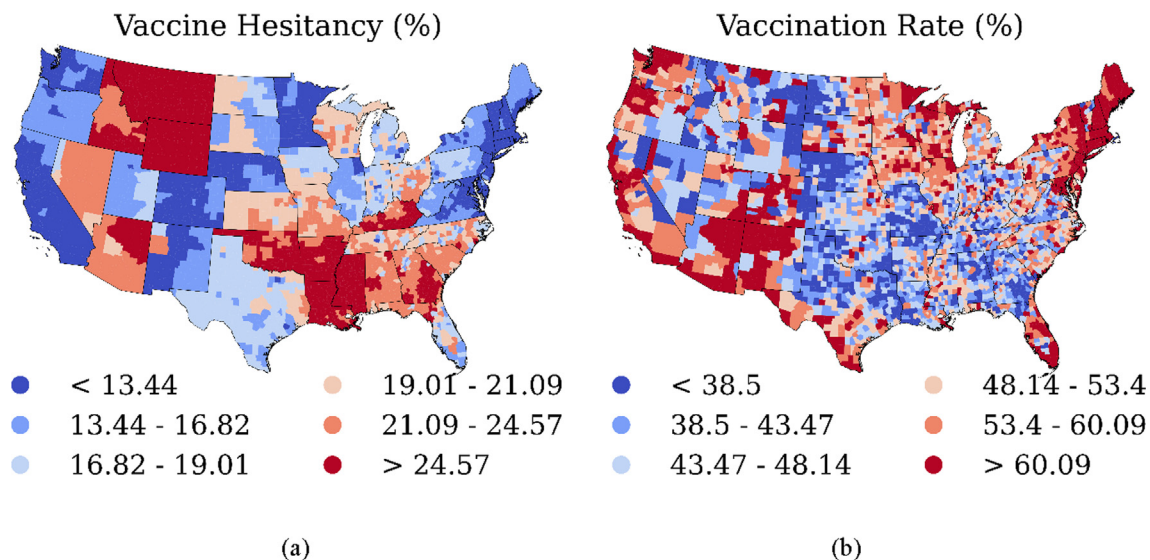 Vaccine Hesitancy (%)
Vaccination Rate (%)
< 13.44
13.44 - 16.82
16.82 - 19.01
19.01 - 21.09
21.09 - 24.57
> 24.57
< 38.5
38.5 - 43.47
43.47 - 48.14
48.14 - 53.4
53.4 - 60.09
> 60.09
(a)
(b)